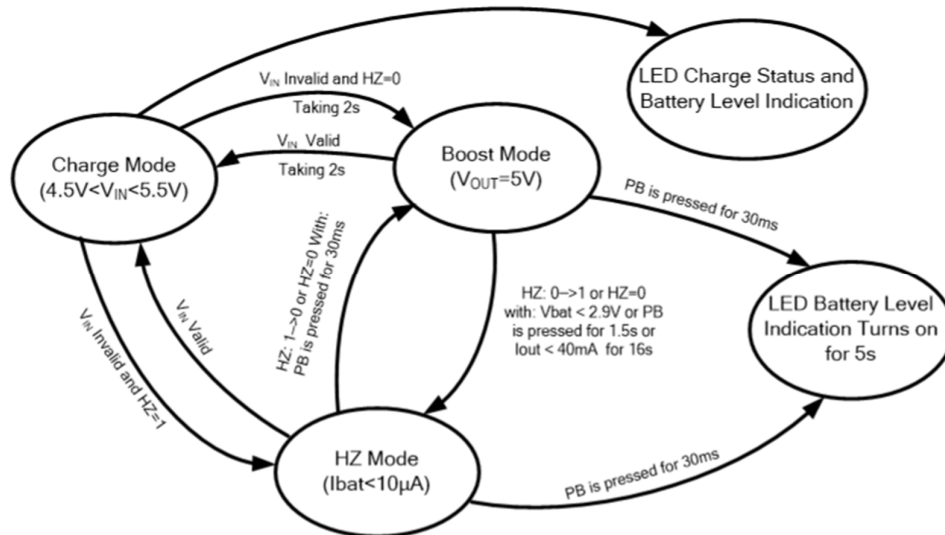 LED Charge Status and
Battery Level Indication
V_IN Invalid and HZ=0
Taking 2s
V_IN Valid
Taking 2s
Charge Mode
(4.5V<V_IN<5.5V)
Boost Mode
(V_OUT=5V)
PB is pressed for 30ms
HZ: 1-->0 or HZ=0 With:
PB is pressed for 30ms
HZ: 0-->1 or HZ=0
with: Vbat < 2.9V or PB
is pressed for 1.5s or
Iout < 40mA for 16s
LED Battery Level
Indication Turns on
for 5s
V_IN Invalid and HZ=1
V_IN Valid
HZ Mode
(Ibat<10µA)
PB is pressed for 30ms